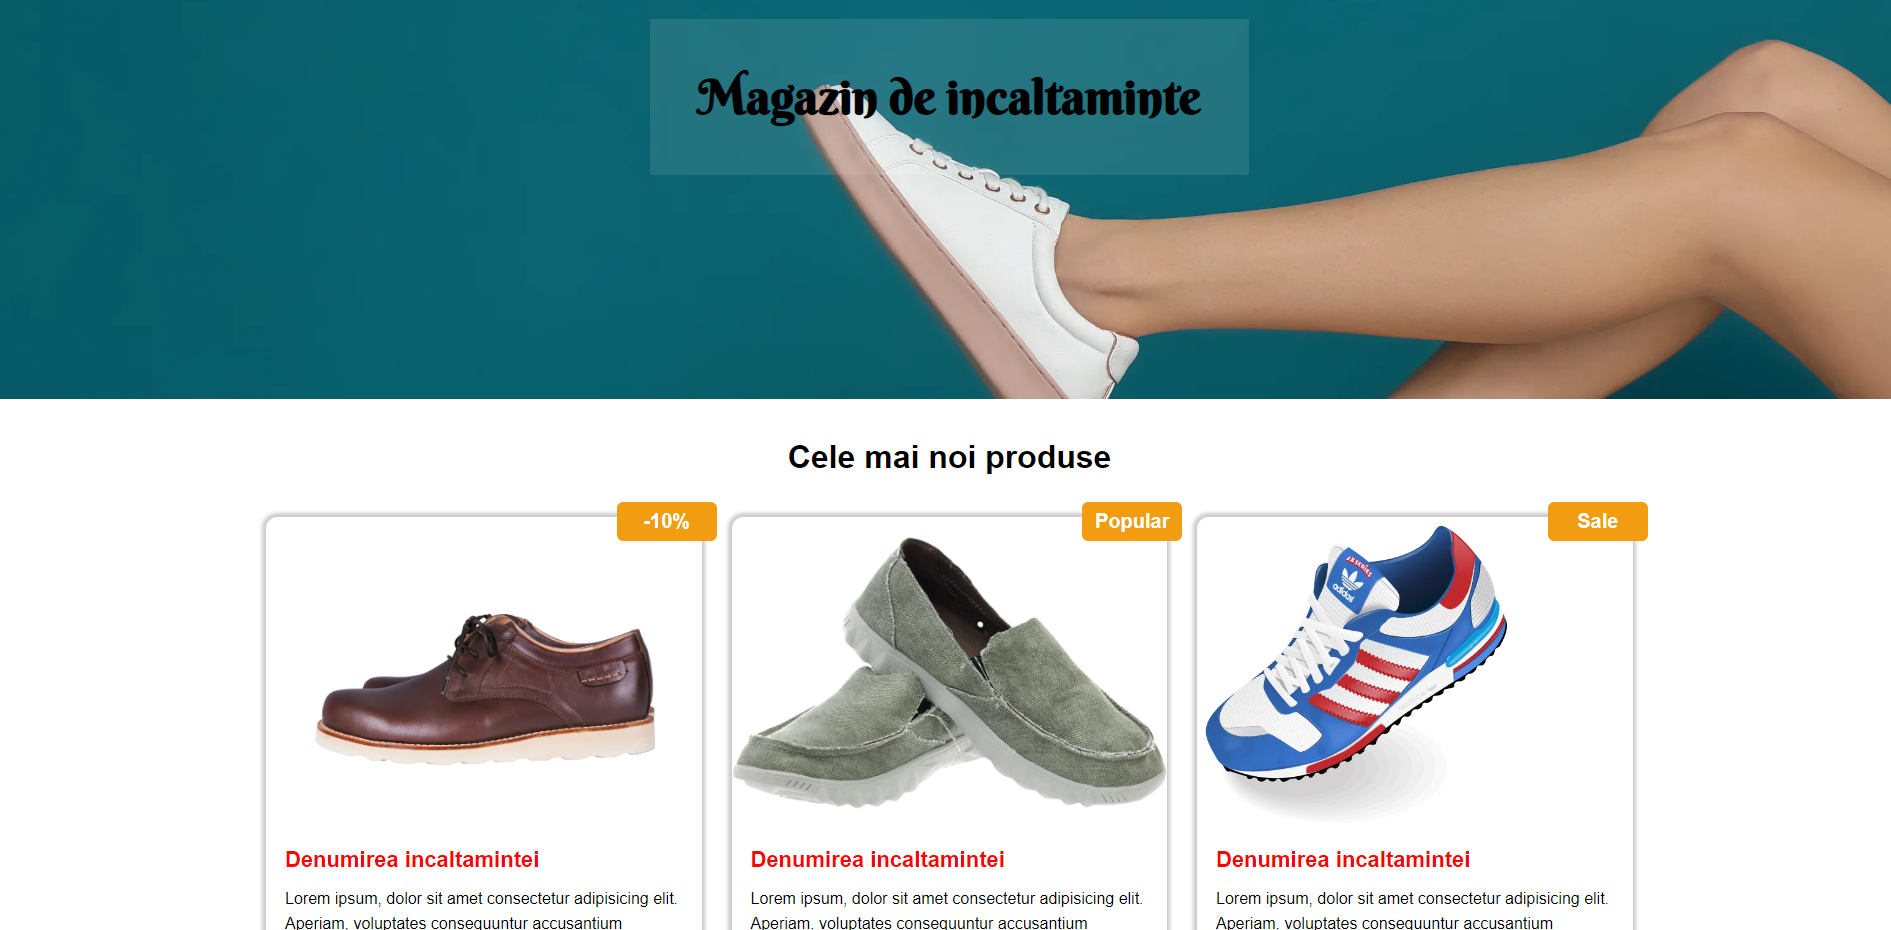 Magazin de incaltaminte
Cele mai noi produse
-10%
Popular
Sale
ZX SERIES
adidas
Denumirea incaltamintei
Lorem ipsum, dolor sit amet consectetur adipisicing elit.
Aperiam, voluptates consequuntur accusantium
Denumirea incaltamintei
Lorem ipsum, dolor sit amet consectetur adipisicing elit.
Aperiam, voluptates consequuntur accusantium
Denumirea incaltamintei
Lorem ipsum, dolor sit amet consectetur adipisicing elit.
Aperiam, voluptates consequuntur accusantium